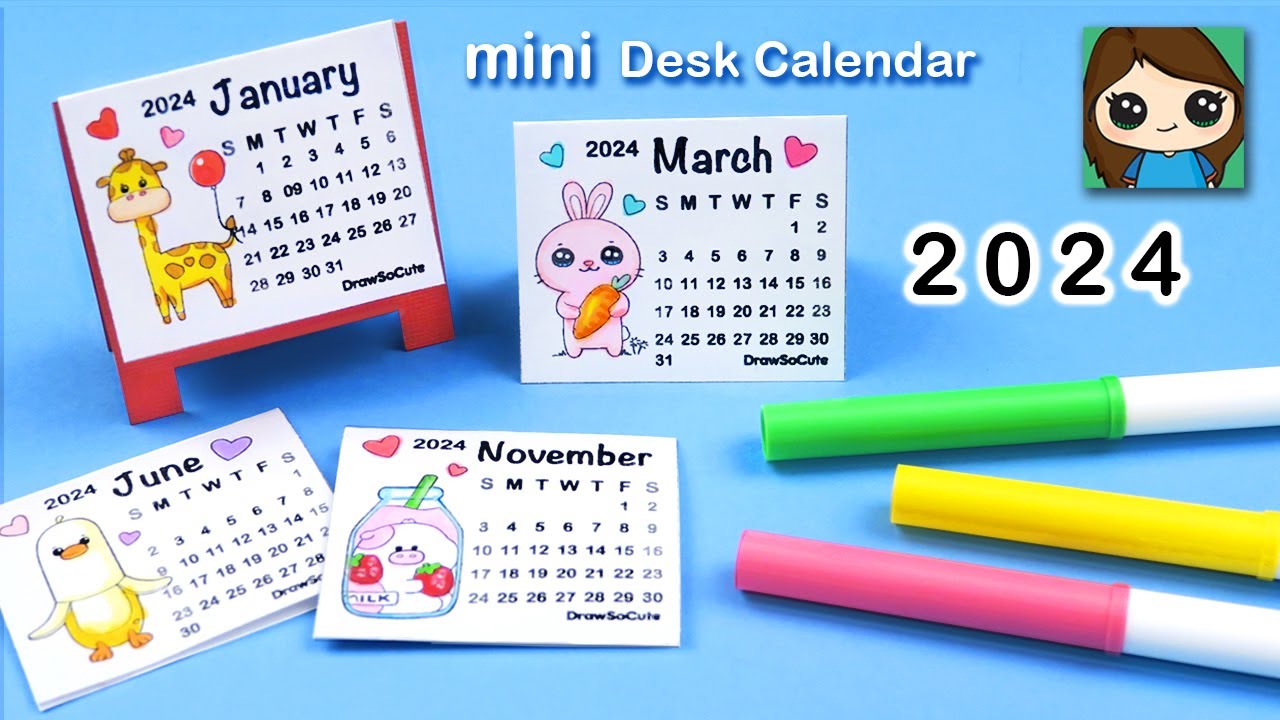 mini Desk Calendar
2024
2024 January
S M T W T F S
1 2 3 4 5 6
7 8 09 10 11 12 13
14 15 16 17 18 19 20
21 22 23 24 25 26 27
28 29 30 31
DrawSoCute
2024 March
S M T W T F S
1 2
3 4 5 6 7 8 9
10 11 12 13 14 15 16
17 18 19 20 21 22 23
24 25 26 27 28 29 30
31
DrawSoCute
2024 June
S M T W T F S
2 3 4 5 6 7 8
9 10 11 12 13 14 15
16 17 18 19 20 21
23 24 25 26 27 28
30
DrawSoCute
2024 November
S M T W T F S
1 2
3 4 5 6 7 8 9
10 11 12 13 14 15 16
17 18 19 20 21 22 23
24 25 26 27 28 29 30
MILK
DrawSoCute